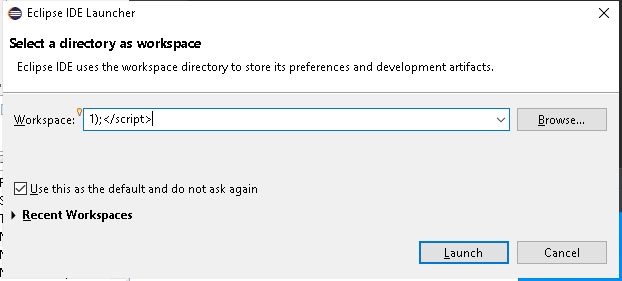 Eclipse IDE Launcher
Select a directory as workspace
Eclipse IDE uses the workspace directory to store its preferences and development artifacts.
Workspace: 1);</script> Browse...
Use this as the default and do not ask again
Recent Workspaces
Launch Cancel